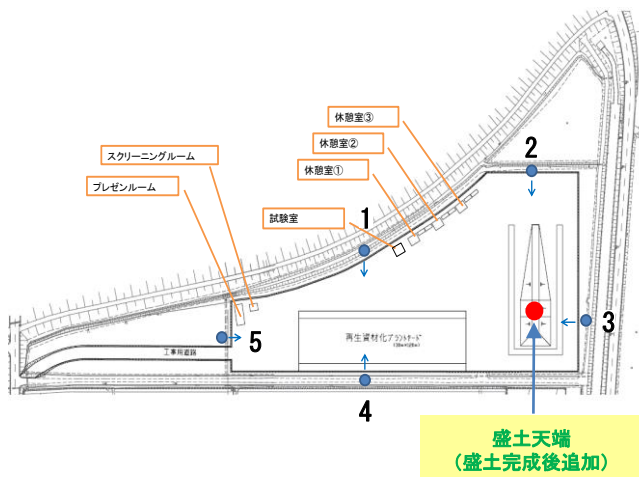 休憩室③
休憩室②
休憩室①
スクリーニングルーム
プレゼンルーム
試験室
1
2
3
4
5
再生資材化プラントヤード
工事用道路
盛土天端
(盛土完成後追加)